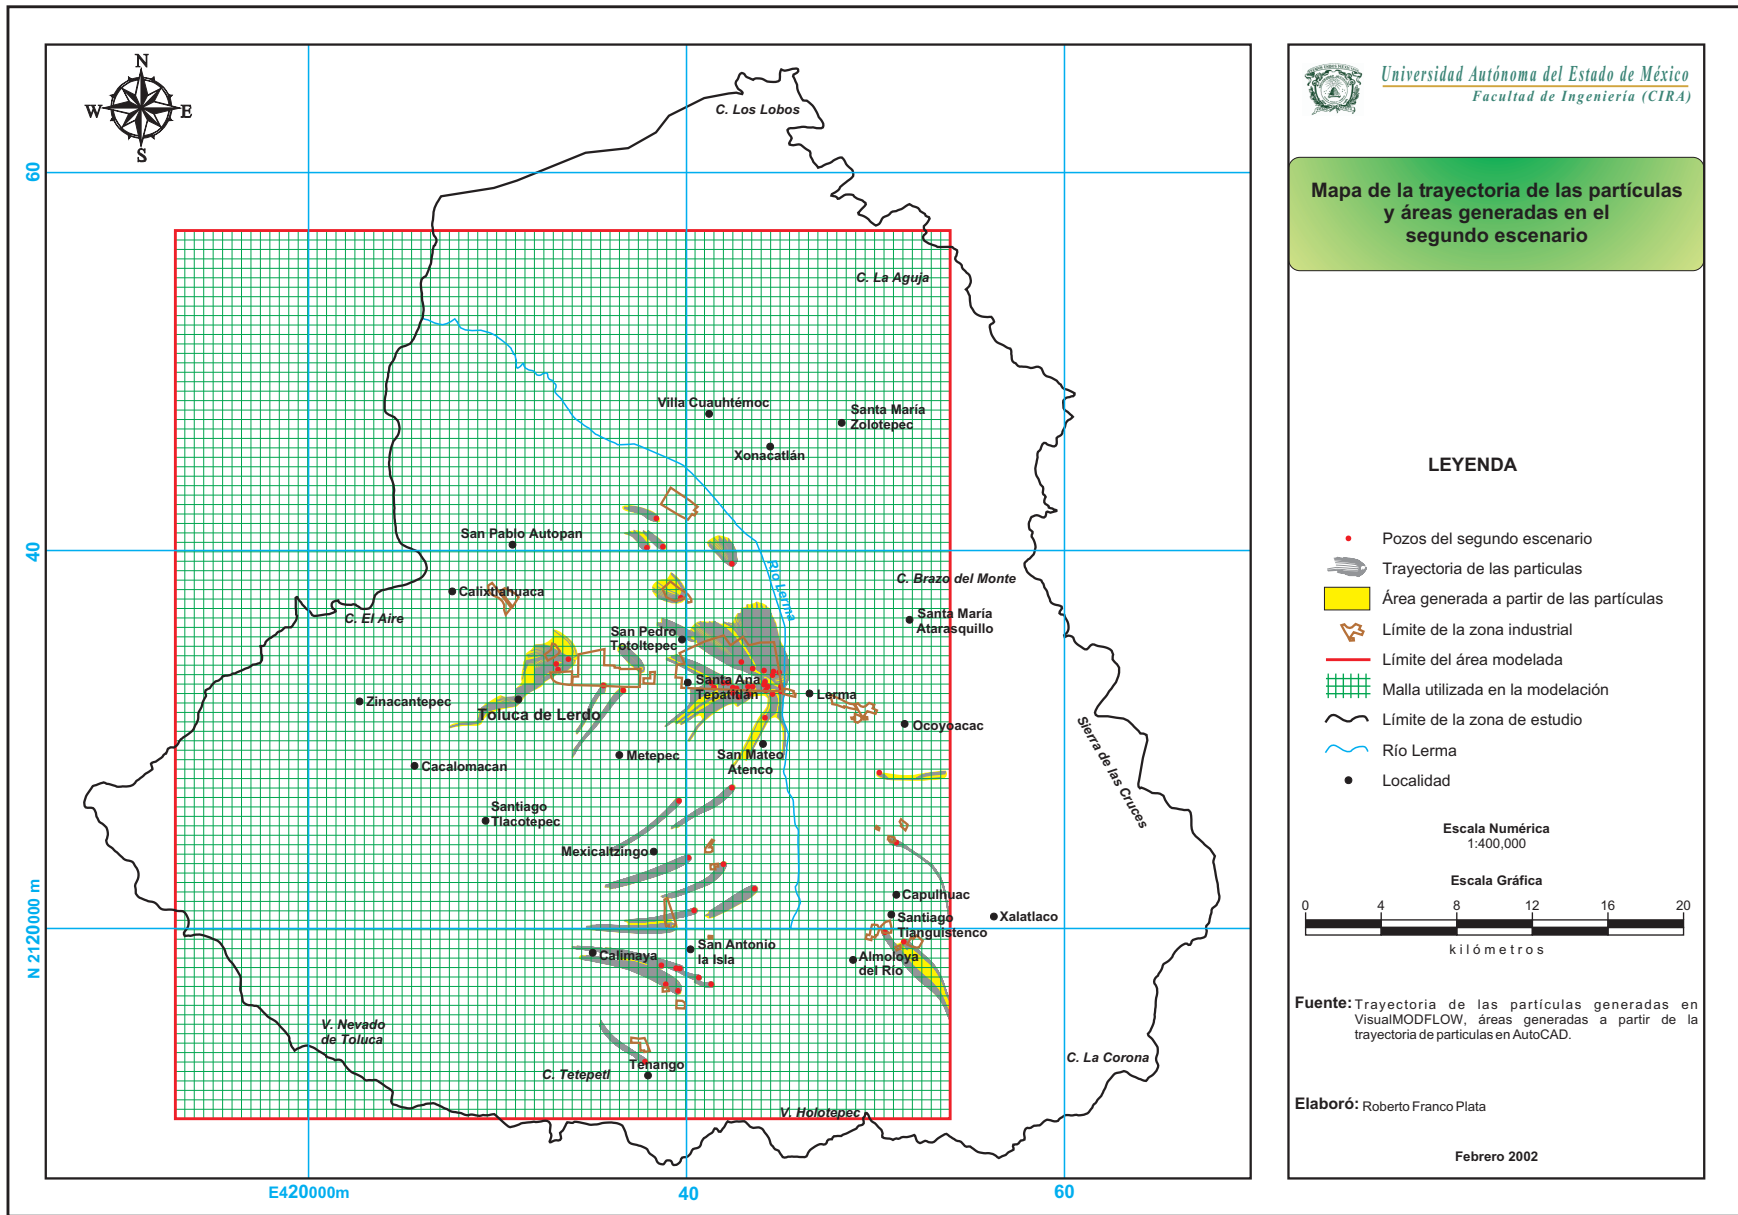 N
W
E
S
C. Los Lobos
60
C. La Aguja
Villa Cuauhtémoc
Santa María
Zolotepec
Xonacatlán
San Pablo Autopan
40
Río Lerma
C. Brazo del Monte
Calixtlahuaca
C. El Aire
Santa María
Atarasquillo
San Pedro
Totoltepec
Santa Ana
Tepatitlán
Lerma
Zinacantepec
Toluca de Lerdo
Ocoyoacac
Metepec
San Mateo
Atenco
Sierra de las Cruces
Cacalomacan
Santiago
Tlacotepec
Mexicaltzingo
Capulhuac
Santiago
Tianguistenco
Xalatlaco
N 2120000 m
San Antonio
la Isla
Calimaya
Almoloya
del Río
V. Nevado
de Toluca
C. La Corona
Tenango
C. Tetepetl
V. Holotepec
E420000m
40
60
Universidad Autónoma del Estado de México
Facultad de Ingeniería (CIRA)
Mapa de la trayectoria de las partículas
y áreas generadas en el
segundo escenario
LEYENDA
Pozos del segundo escenario
Trayectoria de las particulas
Área generada a partir de las partículas
Límite de la zona industrial
Límite del área modelada
Malla utilizada en la modelación
Límite de la zona de estudio
Río Lerma
Localidad
Escala Numérica
1:400,000
Escala Gráfica
0 4 8 12 16 20
kilómetros
Fuente: Trayectoria de las partículas generadas en
VisualMODFLOW, áreas generadas a partir de la
trayectoria de particulas en AutoCAD.
Elaboró: Roberto Franco Plata
Febrero 2002